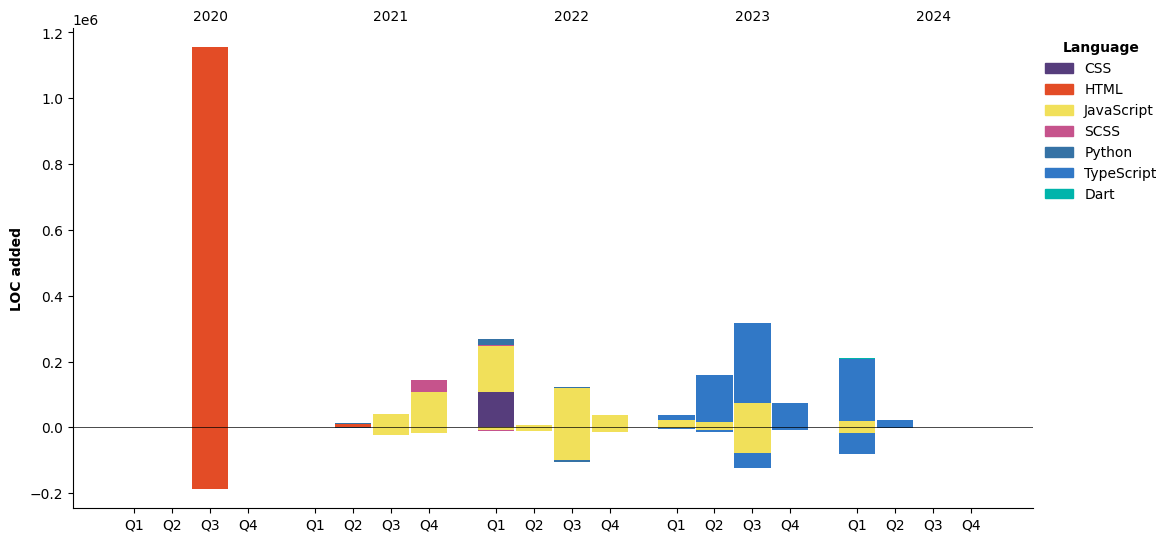 2020 2021 2022 2023 2024
1e6
Language
CSS
HTML
JavaScript
SCSS
Python
TypeScript
Dart
LOC added
1.2
1.0
0.8
0.6
0.4
0.2
0.0
−0.2
Q1 Q2 Q3 Q4 Q1 Q2 Q3 Q4 Q1 Q2 Q3 Q4 Q1 Q2 Q3 Q4 Q1 Q2 Q3 Q4